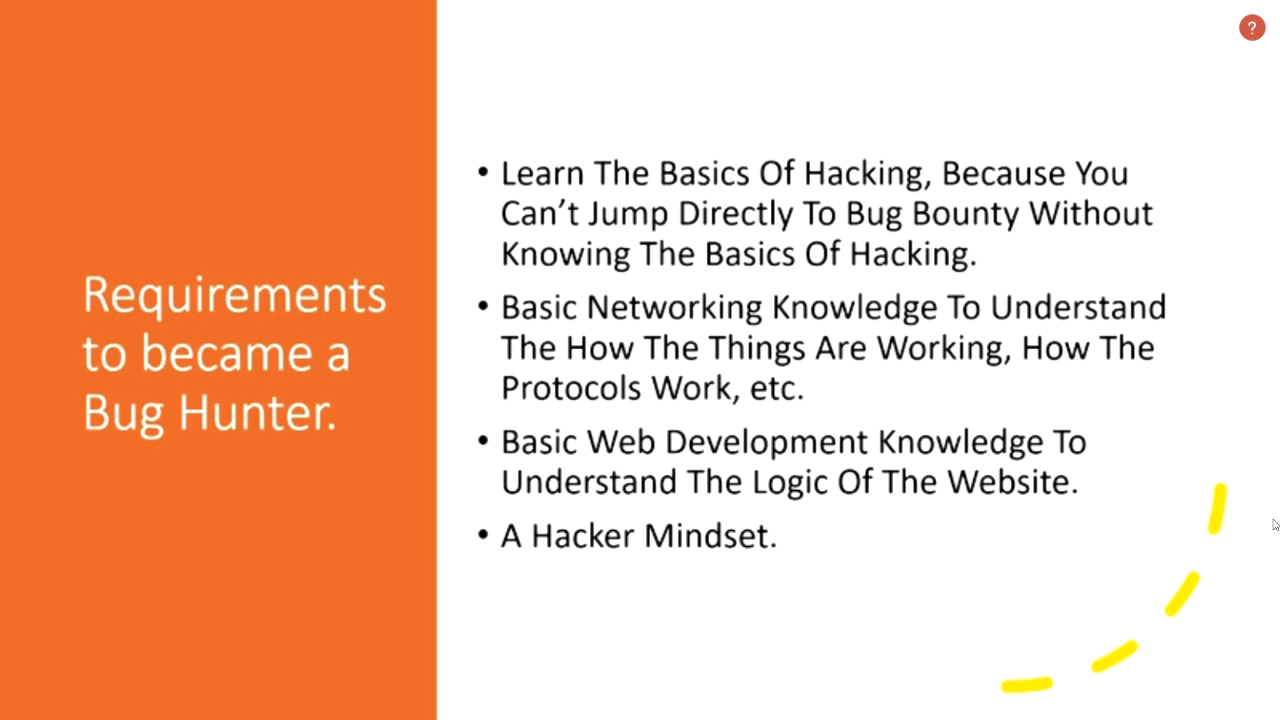 Requirements
to became a
Bug Hunter.
• Learn The Basics Of Hacking, Because You
Can’t Jump Directly To Bug Bounty Without
Knowing The Basics Of Hacking.
• Basic Networking Knowledge To Understand
The How The Things Are Working, How The
Protocols Work, etc.
• Basic Web Development Knowledge To
Understand The Logic Of The Website.
• A Hacker Mindset.
?